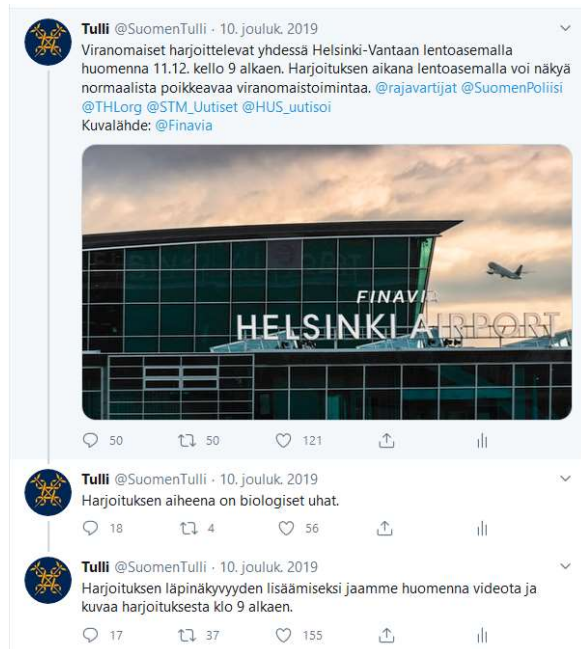 Tulli @SuomenTulli · 10. jouluk. 2019
Viranomaiset harjoittelevat yhdessä Helsinki-Vantaan lentoasemalla
huomenna 11.12. kello 9 alkaen. Harjoituksen aikana lentoasemalla voi näkyä
normaalista poikkeavaa viranomaistoimintaa. @rajavartijat @SuomenPoliisi
@THLorg @STM_Uutiset @HUS_uutisoi
Kuvalähde: @Finavia
FINAVIA
HELSINKI AIRPORT
50 50 121
Tulli @SuomenTulli · 10. jouluk. 2019
Harjoituksen aiheena on biologiset uhat.
18 4 56
Tulli @SuomenTulli · 10. jouluk. 2019
Harjoituksen läpinäkyvyyden lisäämiseksi jaamme huomenna videota ja
kuvaa harjoituksesta klo 9 alkaen.
17 37 155